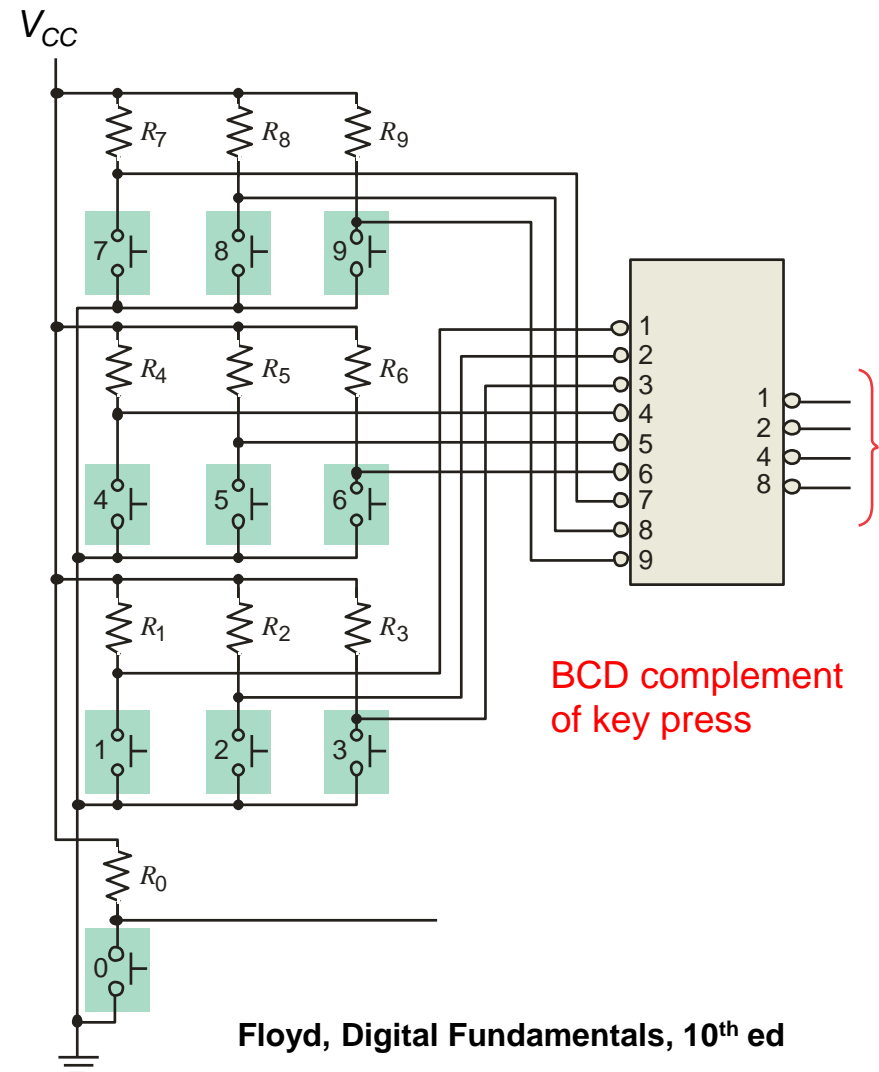 VCC
R7 R8 R9
7 8 9
R4 R5 R6
4 5 6
R1 R2 R3
1 2 3
R0
0
1
2
3
4
5
6
7
8
9
1
2
4
8
BCD complement
of key press
Floyd, Digital Fundamentals, 10th ed